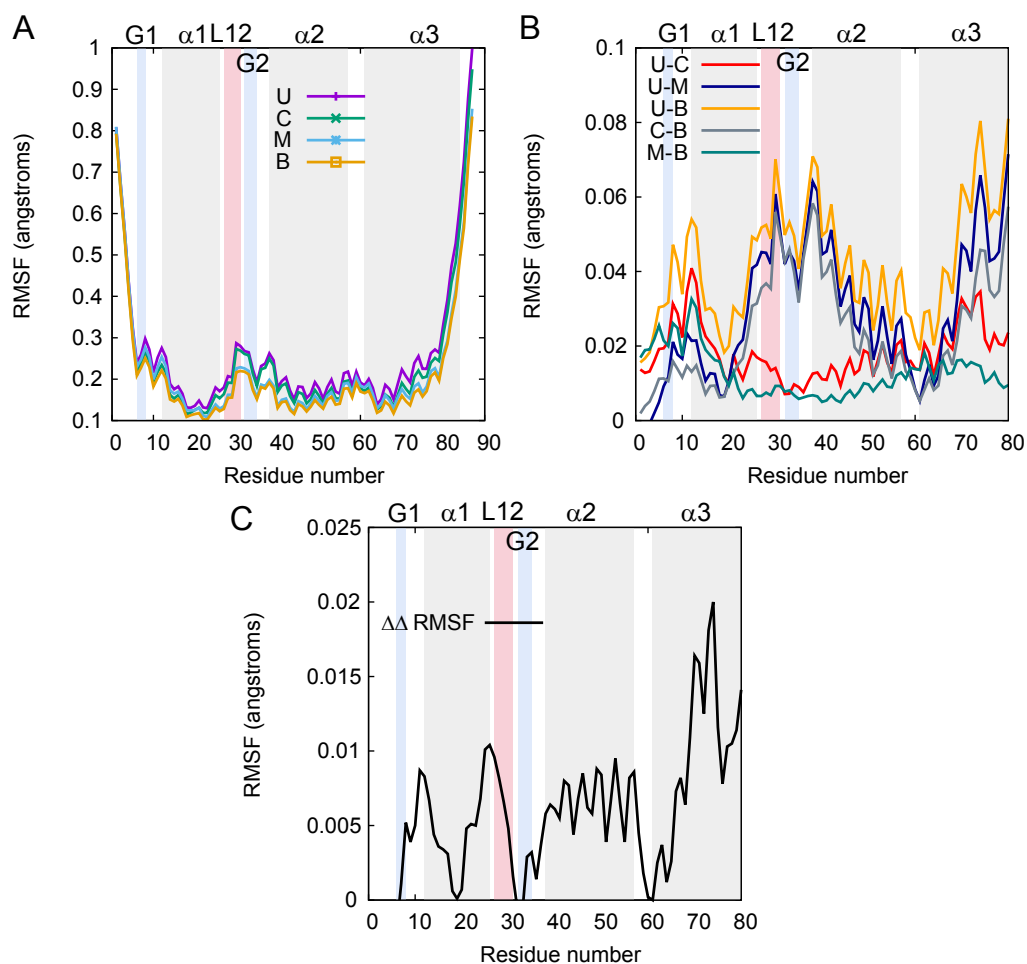 A
G1 α1 L12 α2 α3
G2
1
0.9
0.8
0.7
0.6
0.5
0.4
0.3
0.2
0.1
RMSF (angstroms)
U
C
M
B
0 10 20 30 40 50 60 70 80 90
Residue number
B
G1 α1 L12 α2 α3
G2
0.1
0.08
0.06
0.04
0.02
0
RMSF (angstroms)
U-C
U-M
U-B
C-B
M-B
0 10 20 30 40 50 60 70 80
Residue number
C
G1 α1 L12 α2 α3
G2
0.025
0.02
0.015
0.01
0.005
0
RMSF (angstroms)
ΔΔ RMSF
0 10 20 30 40 50 60 70 80
Residue number